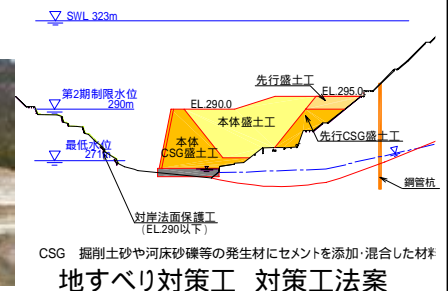 SWL 323m
先行盛土工
第2期制限水位
290m
EL.290.0
EL.295.0
本体盛土工
本体
CSG盛土工
先行CSG盛土工
最低水位
271m
鋼管杭
対岸法面保護工
(EL.290以下)
CSG 掘削土砂や河床砂礫等の発生材にセメントを添加・混合した材料
地すべり対策工 対策工法案